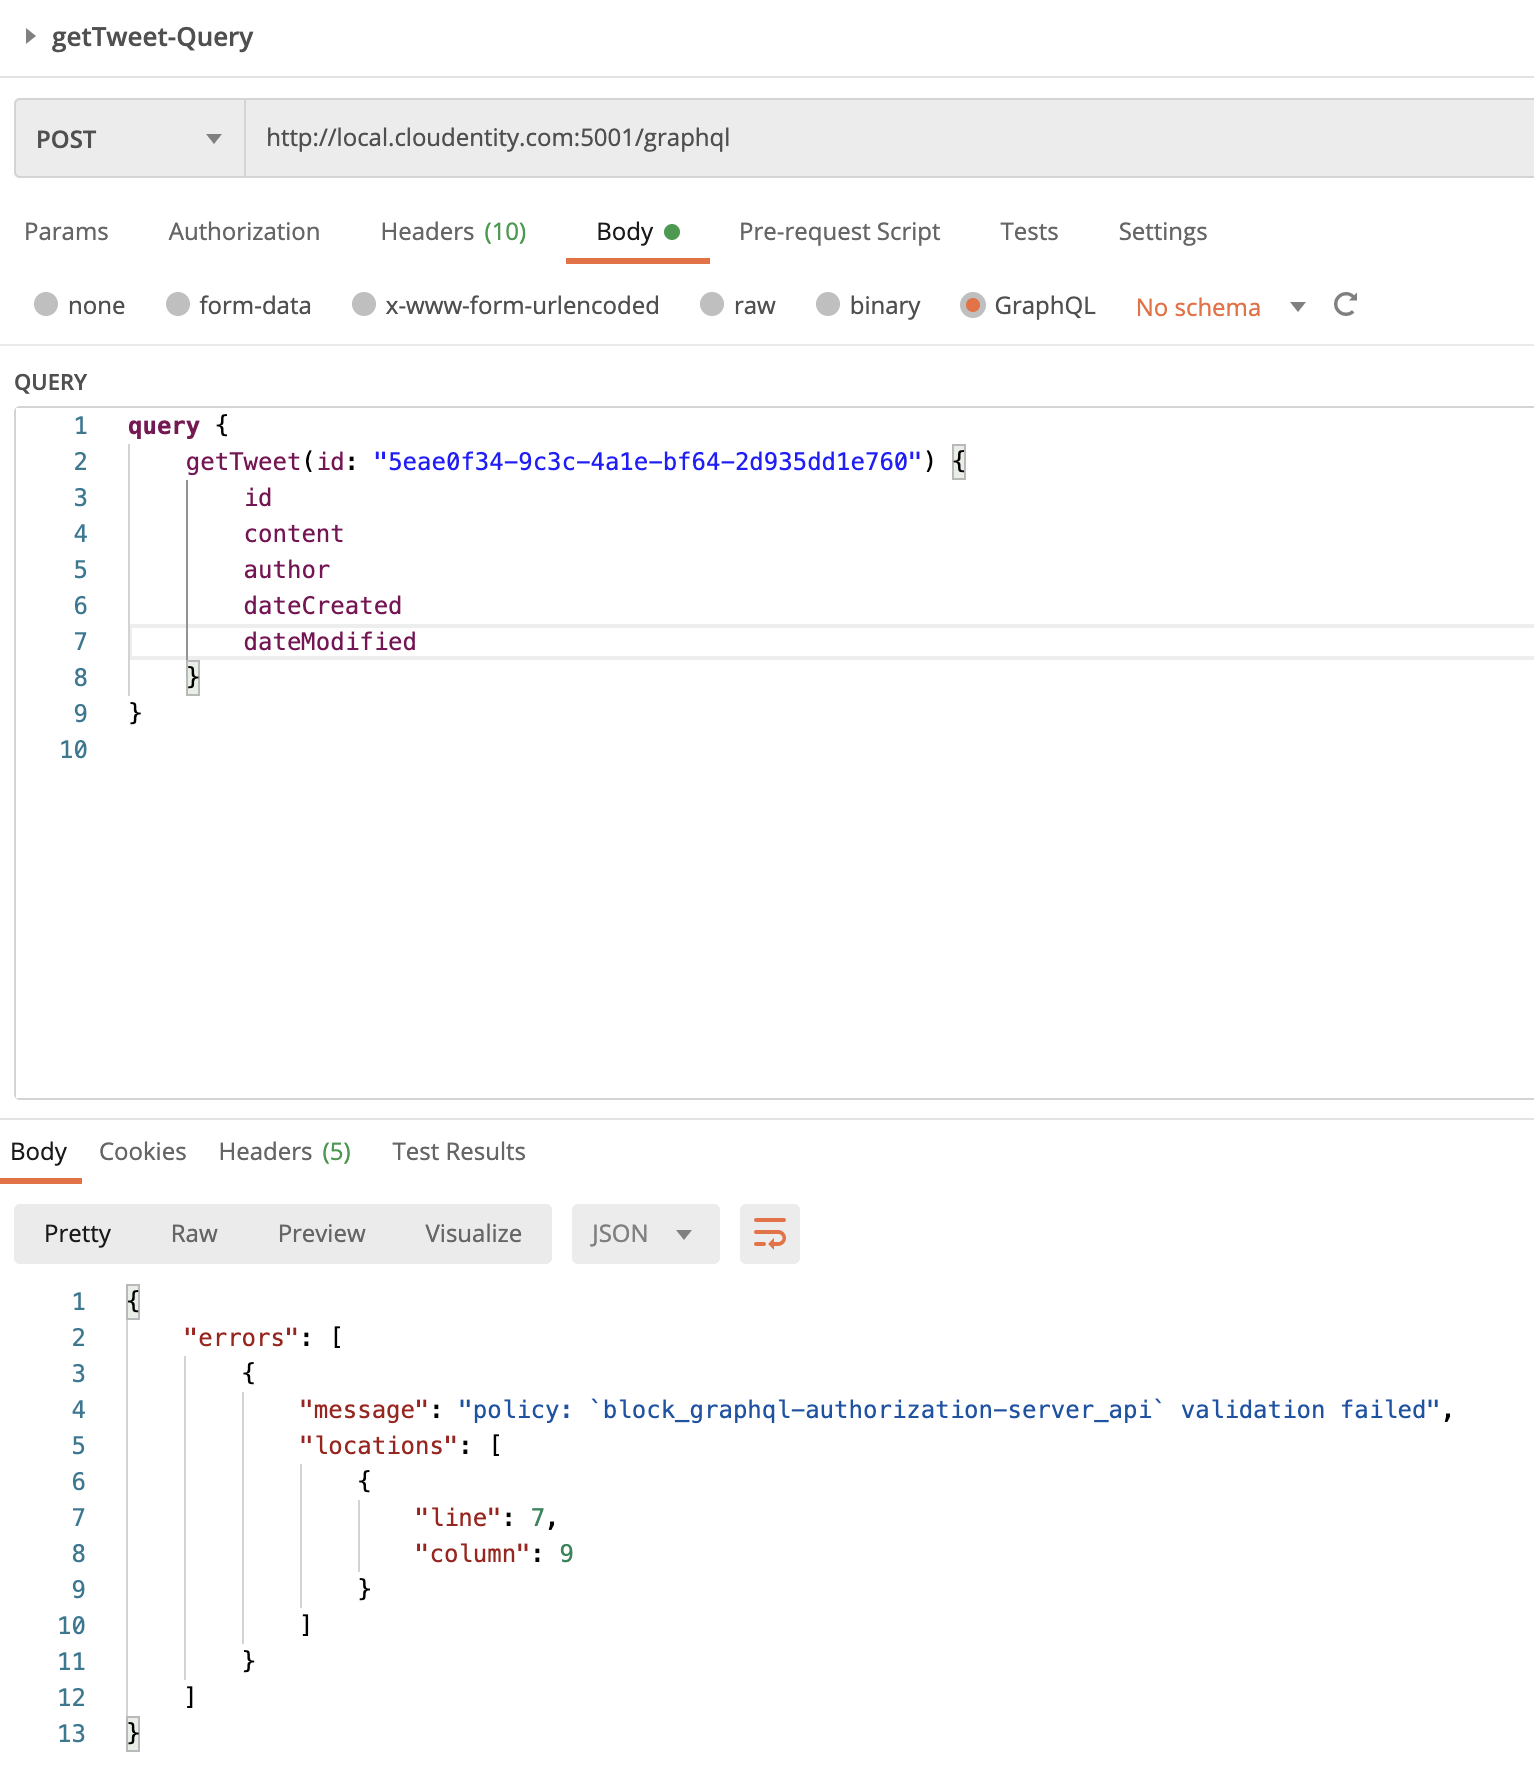 getTweet-Query
POST http://local.cloudentity.com:5001/graphql
Params Authorization Headers (10) Body Pre-request Script Tests Settings
none form-data x-www-form-urlencoded raw binary GraphQL No schema
QUERY
1 query {
2 getTweet(id: "5eae0f34-9c3c-4a1e-bf64-2d935dd1e760") {
3 id
4 content
5 author
6 dateCreated
7 dateModified
8 }
9 }
10
Body Cookies Headers (5) Test Results
Pretty Raw Preview Visualize JSON
1 {
2 "errors": [
3 {
4 "message": "policy: `block_graphql-authorization-server_api` validation failed",
5 "locations": [
6 {
7 "line": 7,
8 "column": 9
9 }
10 ]
11 }
12 ]
13 }